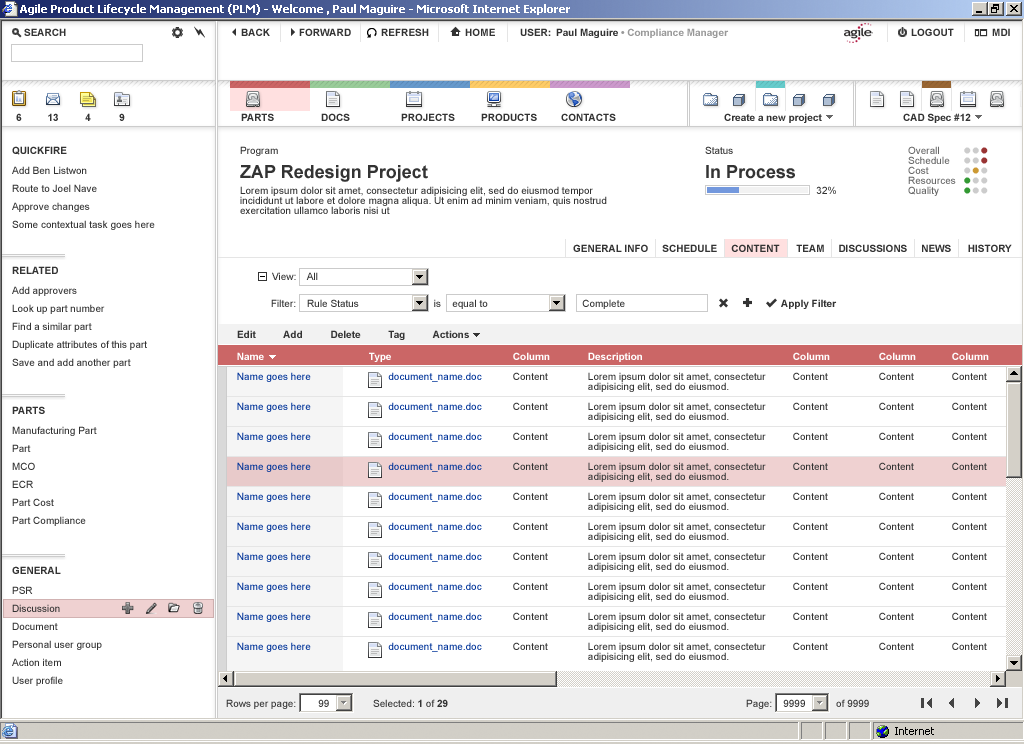 Agile Product Lifecycle Management (PLM) - Welcome , Paul Maguire - Microsoft Internet Explorer
SEARCH
BACK FORWARD REFRESH HOME USER: Paul Maguire • Compliance Manager agile LOGOUT MDI
6 13 4 9
PARTS DOCS PROJECTS PRODUCTS CONTACTS Create a new project CAD Spec #12
QUICKFIRE
Add Ben Listwon
Route to Joel Nave
Approve changes
Some contextual task goes here
RELATED
Add approvers
Look up part number
Find a similar part
Duplicate attributes of this part
Save and add another part
PARTS
Manufacturing Part
Part
MCO
ECR
Part Cost
Part Compliance
GENERAL
PSR
Discussion
Document
Personal user group
Action item
User profile
Program
ZAP Redesign Project
Lorem ipsum dolor sit amet, consectetur adipisicing elit, sed do eiusmod tempor
incididunt ut labore et dolore magna aliqua. Ut enim ad minim veniam, quis nostrud
exercitation ullamco laboris nisi ut
Status
In Process
32%
Overall
Schedule
Cost
Resources
Quality
GENERAL INFO SCHEDULE CONTENT TEAM DISCUSSIONS NEWS HISTORY
View: All
Filter: Rule Status is equal to Complete Apply Filter
Edit Add Delete Tag Actions
Name Type Column Description Column Column Column
Name goes here document_name.doc Content Lorem ipsum dolor sit amet, consectetur Content Content Content
adipisicing elit, sed do eiusmod.
Name goes here document_name.doc Content Lorem ipsum dolor sit amet, consectetur Content Content Content
adipisicing elit, sed do eiusmod.
Name goes here document_name.doc Content Lorem ipsum dolor sit amet, consectetur Content Content Content
adipisicing elit, sed do eiusmod.
Name goes here document_name.doc Content Lorem ipsum dolor sit amet, consectetur Content Content Content
adipisicing elit, sed do eiusmod.
Name goes here document_name.doc Content Lorem ipsum dolor sit amet, consectetur Content Content Content
adipisicing elit, sed do eiusmod.
Name goes here document_name.doc Content Lorem ipsum dolor sit amet, consectetur Content Content Content
adipisicing elit, sed do eiusmod.
Name goes here document_name.doc Content Lorem ipsum dolor sit amet, consectetur Content Content Content
adipisicing elit, sed do eiusmod.
Name goes here document_name.doc Content Lorem ipsum dolor sit amet, consectetur Content Content Content
adipisicing elit, sed do eiusmod.
Name goes here document_name.doc Content Lorem ipsum dolor sit amet, consectetur Content Content Content
adipisicing elit, sed do eiusmod.
Name goes here document_name.doc Content Lorem ipsum dolor sit amet, consectetur Content Content Content
adipisicing elit, sed do eiusmod.
Rows per page: 99 Selected: 1 of 29 Page: 9999 of 9999
Internet